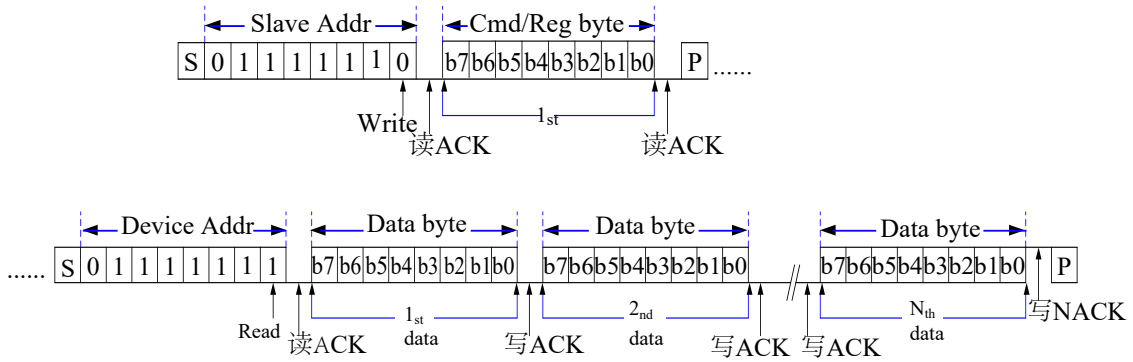 Slave Addr Cmd/Reg byte
S 0 1 1 1 1 1 1 0 b7 b6 b5 b4 b3 b2 b1 b0 P ......
Write 读ACK 1st 读ACK
Device Addr Data byte Data byte Data byte
...... S 0 1 1 1 1 1 1 1 b7 b6 b5 b4 b3 b2 b1 b0 b7 b6 b5 b4 b3 b2 b1 b0 // b7 b6 b5 b4 b3 b2 b1 b0 P
Read 读ACK 1st data 写ACK 2nd data 写ACK 写ACK Nth data 写NACK